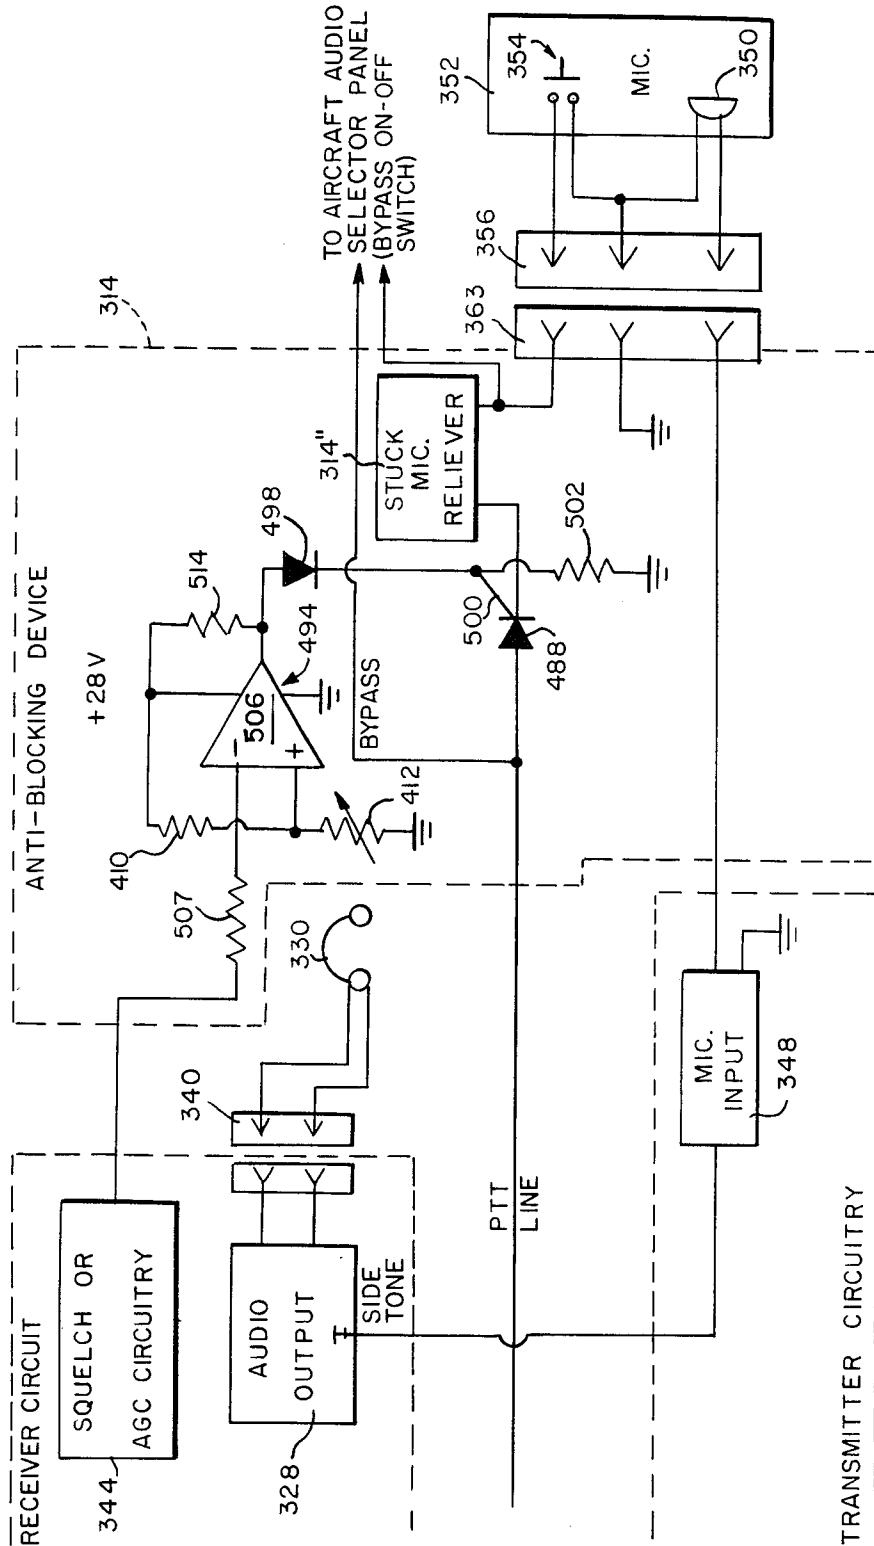 RECEIVER CIRCUIT
344
SQUELCH OR
AGC CIRCUITRY
328
AUDIO
OUTPUT
SIDE
TONE
340
330
PTT
LINE
TRANSMITTER CIRCUITRY
MIC.
INPUT
348
ANTI-BLOCKING DEVICE
314
+28V
507
410
412
514
506
−
+
494
498
BYPASS
500
488
502
314"
STUCK
MIC.
RELIEVER
TO AIRCRAFT AUDIO
SELECTOR PANEL
(BYPASS ON-OFF
SWITCH)
363
356
352
354
MIC.
350